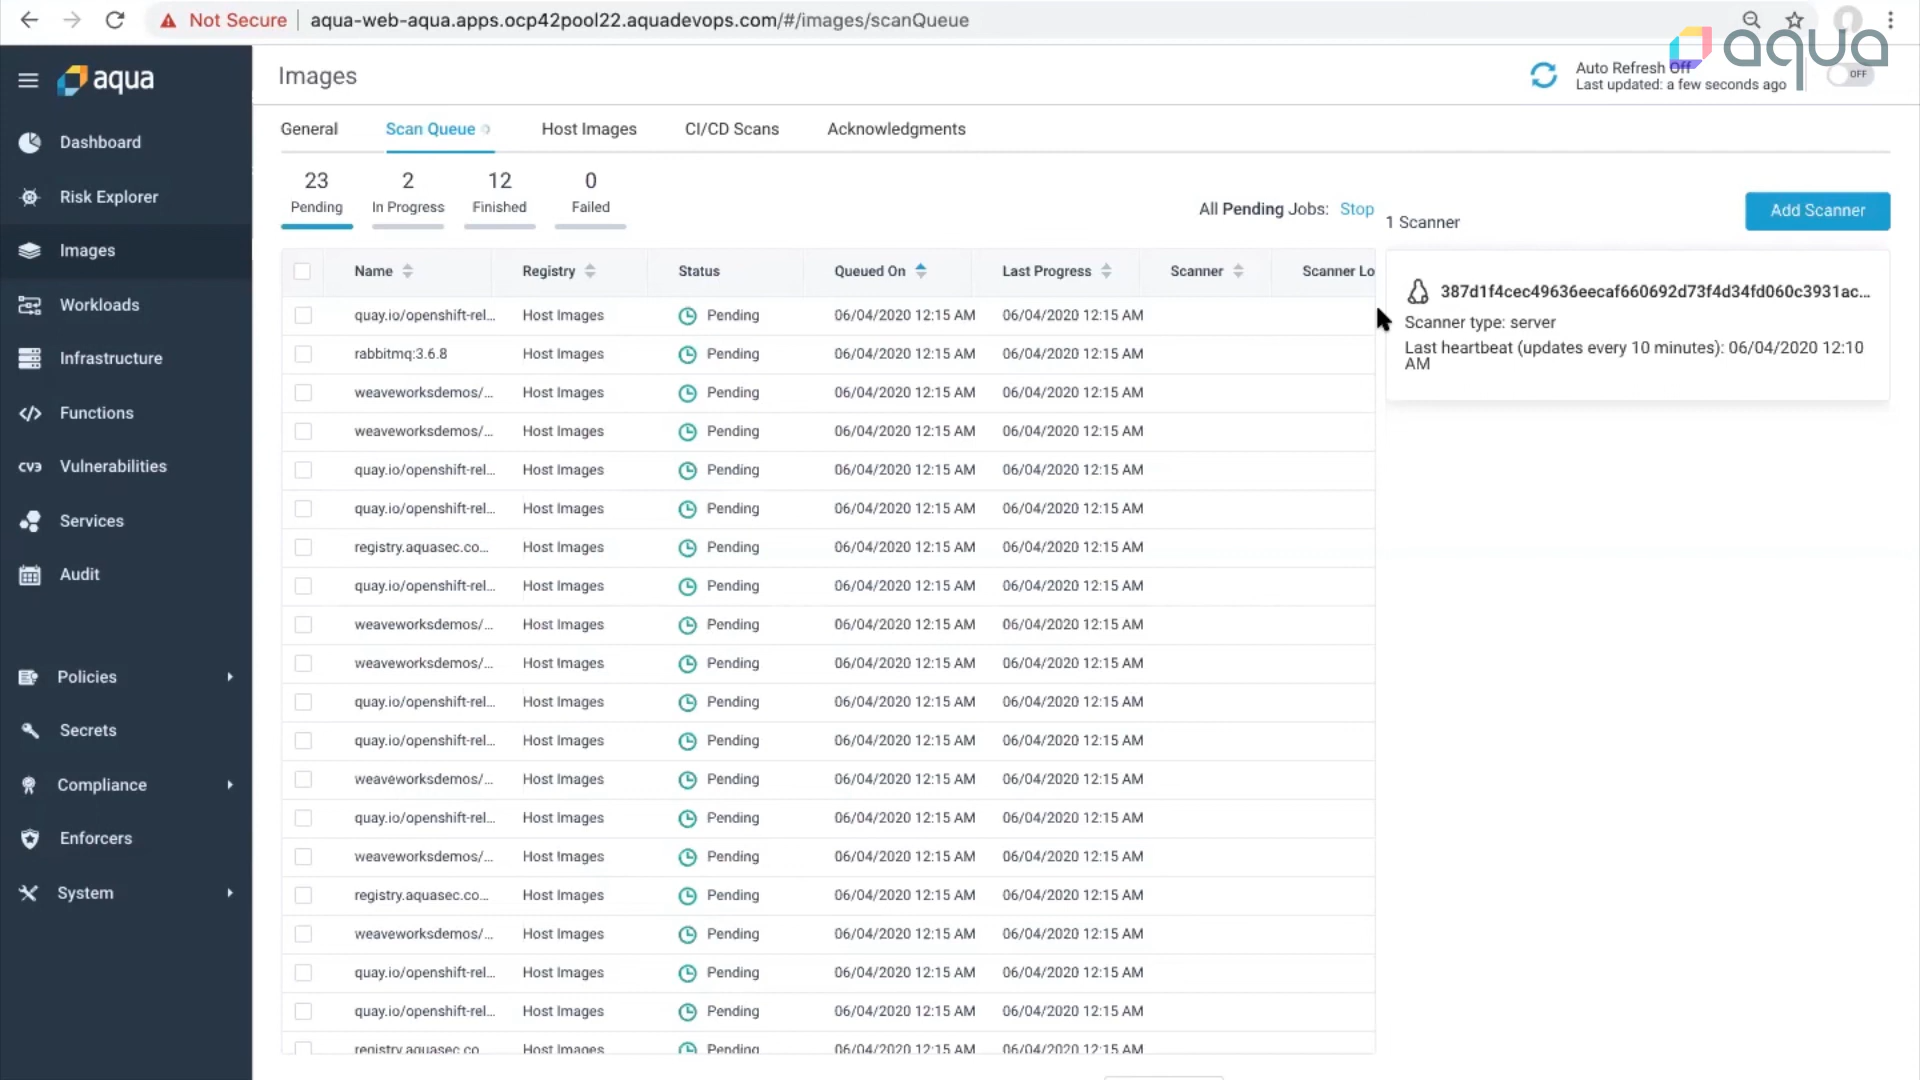 Not Secure aqua-web-aqua.apps.ocp42pool22.aquadevops.com/#/images/scanQueue
aqua
aqua
Images
Auto Refresh Off
Last updated: a few seconds ago
OFF
Dashboard
Risk Explorer
Images
Workloads
Infrastructure
Functions
CV3 Vulnerabilities
Services
Audit
Policies
Secrets
Compliance
Enforcers
System
General Scan Queue Host Images CI/CD Scans Acknowledgments
23 2 12 0
Pending In Progress Finished Failed
All Pending Jobs: Stop
1 Scanner
Add Scanner
Name Registry Status Queued On Last Progress Scanner Scanner Lo
quay.io/openshift-rel... Host Images Pending 06/04/2020 12:15 AM 06/04/2020 12:15 AM
rabbitmq:3.6.8 Host Images Pending 06/04/2020 12:15 AM 06/04/2020 12:15 AM
weaveworksdemos/... Host Images Pending 06/04/2020 12:15 AM 06/04/2020 12:15 AM
weaveworksdemos/... Host Images Pending 06/04/2020 12:15 AM 06/04/2020 12:15 AM
quay.io/openshift-rel... Host Images Pending 06/04/2020 12:15 AM 06/04/2020 12:15 AM
quay.io/openshift-rel... Host Images Pending 06/04/2020 12:15 AM 06/04/2020 12:15 AM
registry.aquasec.co... Host Images Pending 06/04/2020 12:15 AM 06/04/2020 12:15 AM
quay.io/openshift-rel... Host Images Pending 06/04/2020 12:15 AM 06/04/2020 12:15 AM
weaveworksdemos/... Host Images Pending 06/04/2020 12:15 AM 06/04/2020 12:15 AM
weaveworksdemos/... Host Images Pending 06/04/2020 12:15 AM 06/04/2020 12:15 AM
quay.io/openshift-rel... Host Images Pending 06/04/2020 12:15 AM 06/04/2020 12:15 AM
quay.io/openshift-rel... Host Images Pending 06/04/2020 12:15 AM 06/04/2020 12:15 AM
weaveworksdemos/... Host Images Pending 06/04/2020 12:15 AM 06/04/2020 12:15 AM
quay.io/openshift-rel... Host Images Pending 06/04/2020 12:15 AM 06/04/2020 12:15 AM
weaveworksdemos/... Host Images Pending 06/04/2020 12:15 AM 06/04/2020 12:15 AM
registry.aquasec.co... Host Images Pending 06/04/2020 12:15 AM 06/04/2020 12:15 AM
weaveworksdemos/... Host Images Pending 06/04/2020 12:15 AM 06/04/2020 12:15 AM
quay.io/openshift-rel... Host Images Pending 06/04/2020 12:15 AM 06/04/2020 12:15 AM
quay.io/openshift-rel... Host Images Pending 06/04/2020 12:15 AM 06/04/2020 12:15 AM
registry.aquasec.co Host Images Pending 06/04/2020 12:15 AM 06/04/2020 12:15 AM
387d1f4cec49636eecaf660692d73f4d34fd060c3931ac...
Scanner type: server
Last heartbeat (updates every 10 minutes): 06/04/2020 12:10
AM